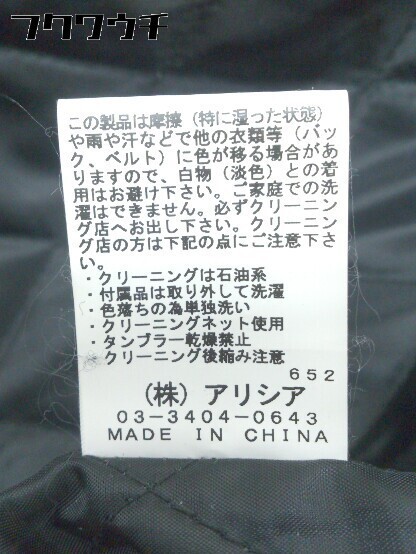 フクワウチ
この製品は摩擦（特に湿った状態）
や雨や汗などで他の衣類等（バッ
ク、ベルト）に色が移る場合があ
りますので、白物（淡色）との着
用はお避け下さい。ご家庭での洗
濯はできません。必ずクリーニン
グ店へお出し下さい。クリーニン
グ店の方は下記の点にご注意下さ
い。
・クリーニングは石油系
・付属品は取り外して洗濯
・色落ちの為単独洗い
・クリーニングネット使用
・タンブラー乾燥禁止
・クリーニング後縮み注意
652
（株）アリシア
03-3404-0643
MADE IN CHINA